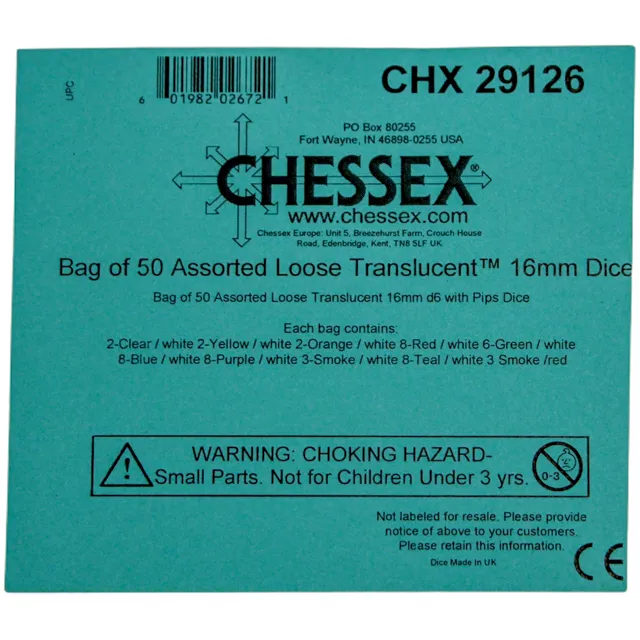 UPC
6 01982 02672 1
CHX 29126
PO Box 80255
Fort Wayne, IN 46898-0255 USA
CHESSEX®
www.chessex.com
Chessex Europe: Unit 5, Breezehurst Farm, Crouch House
Road, Edenbridge, Kent, TN8 5LF UK
Bag of 50 Assorted Loose Translucent™ 16mm Dice
Bag of 50 Assorted Loose Translucent 16mm d6 with Pips Dice
Each bag contains:
2-Clear / white 2-Yellow / white 2-Orange / white 8-Red / white 6-Green / white
8-Blue / white 8-Purple / white 3-Smoke / white 8-Teal / white 3 Smoke /red
WARNING: CHOKING HAZARD-
Small Parts. Not for Children Under 3 yrs.
0-3
Not labeled for resale. Please provide
notice of above to your customers.
Please retain this information.
Dice Made In UK
CE